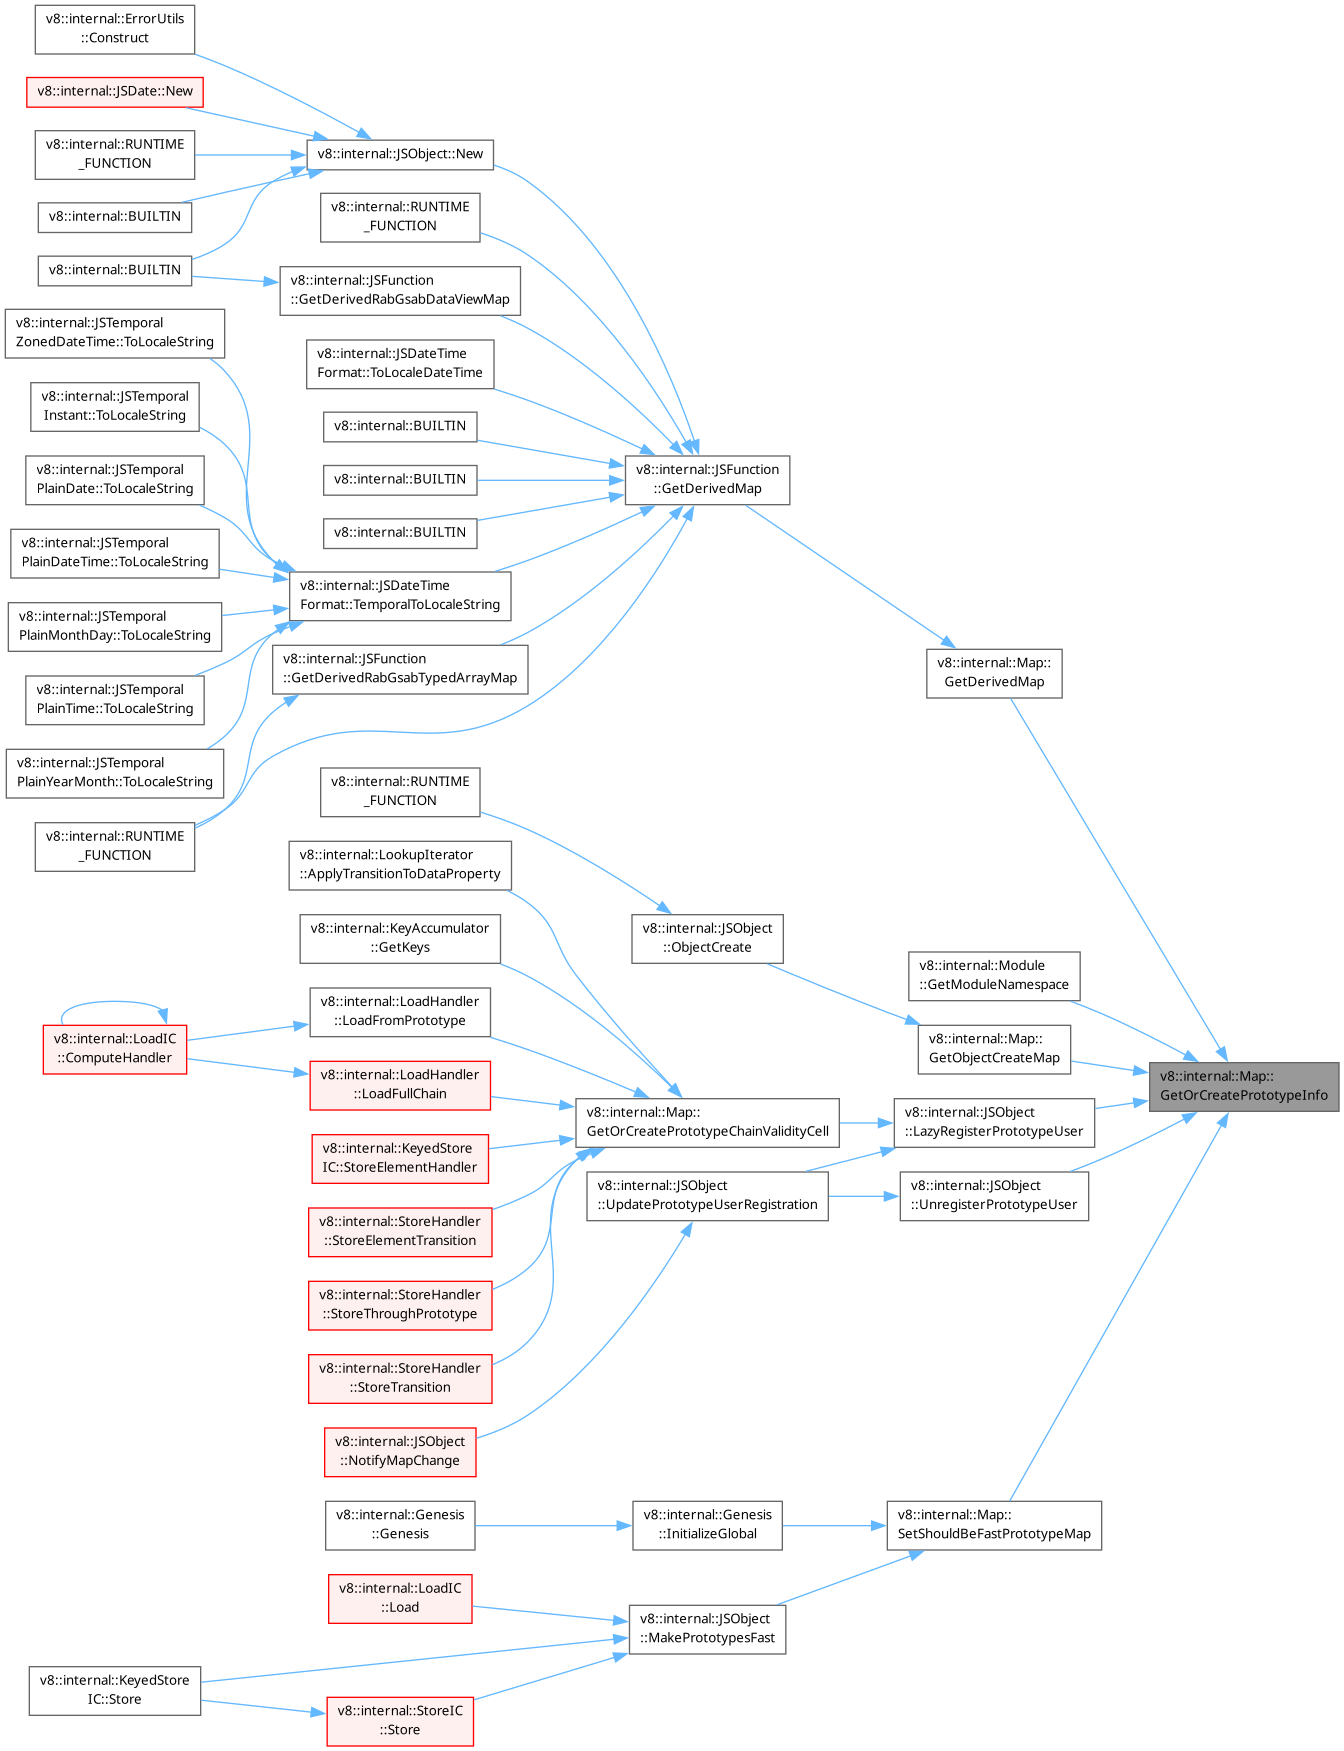 v8::internal::ErrorUtils
::Construct
v8::internal::JSDate::New
v8::internal::RUNTIME
_FUNCTION
v8::internal::BUILTIN
v8::internal::BUILTIN
v8::internal::JSTemporal
ZonedDateTime::ToLocaleString
v8::internal::JSTemporal
Instant::ToLocaleString
v8::internal::JSTemporal
PlainDate::ToLocaleString
v8::internal::JSTemporal
PlainDateTime::ToLocaleString
v8::internal::JSTemporal
PlainMonthDay::ToLocaleString
v8::internal::JSTemporal
PlainTime::ToLocaleString
v8::internal::JSTemporal
PlainYearMonth::ToLocaleString
v8::internal::RUNTIME
_FUNCTION
v8::internal::LoadIC
::ComputeHandler
v8::internal::KeyedStore
IC::Store
v8::internal::JSObject::New
v8::internal::RUNTIME
_FUNCTION
v8::internal::JSFunction
::GetDerivedRabGsabDataViewMap
v8::internal::JSDateTime
Format::ToLocaleDateTime
v8::internal::BUILTIN
v8::internal::BUILTIN
v8::internal::BUILTIN
v8::internal::JSDateTime
Format::TemporalToLocaleString
v8::internal::JSFunction
::GetDerivedRabGsabTypedArrayMap
v8::internal::RUNTIME
_FUNCTION
v8::internal::LookupIterator
::ApplyTransitionToDataProperty
v8::internal::KeyAccumulator
::GetKeys
v8::internal::LoadHandler
::LoadFromPrototype
v8::internal::LoadHandler
::LoadFullChain
v8::internal::KeyedStore
IC::StoreElementHandler
v8::internal::StoreHandler
::StoreElementTransition
v8::internal::StoreHandler
::StoreThroughPrototype
v8::internal::StoreHandler
::StoreTransition
v8::internal::JSObject
::NotifyMapChange
v8::internal::Genesis
::Genesis
v8::internal::LoadIC
::Load
v8::internal::StoreIC
::Store
v8::internal::JSFunction
::GetDerivedMap
v8::internal::JSObject
::ObjectCreate
v8::internal::Map::
GetOrCreatePrototypeChainValidityCell
v8::internal::JSObject
::UpdatePrototypeUserRegistration
v8::internal::Genesis
::InitializeGlobal
v8::internal::JSObject
::MakePrototypesFast
v8::internal::Map::
GetDerivedMap
v8::internal::Module
::GetModuleNamespace
v8::internal::Map::
GetObjectCreateMap
v8::internal::JSObject
::LazyRegisterPrototypeUser
v8::internal::JSObject
::UnregisterPrototypeUser
v8::internal::Map::
SetShouldBeFastPrototypeMap
v8::internal::Map::
GetOrCreatePrototypeInfo